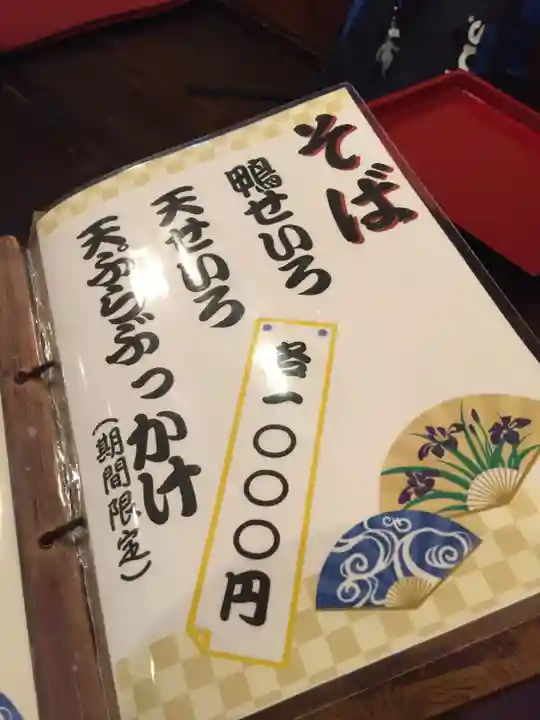 そば
鴨せいろ
天せいろ
天ぷらぶっかけ
（期間限定）
各一〇〇〇円